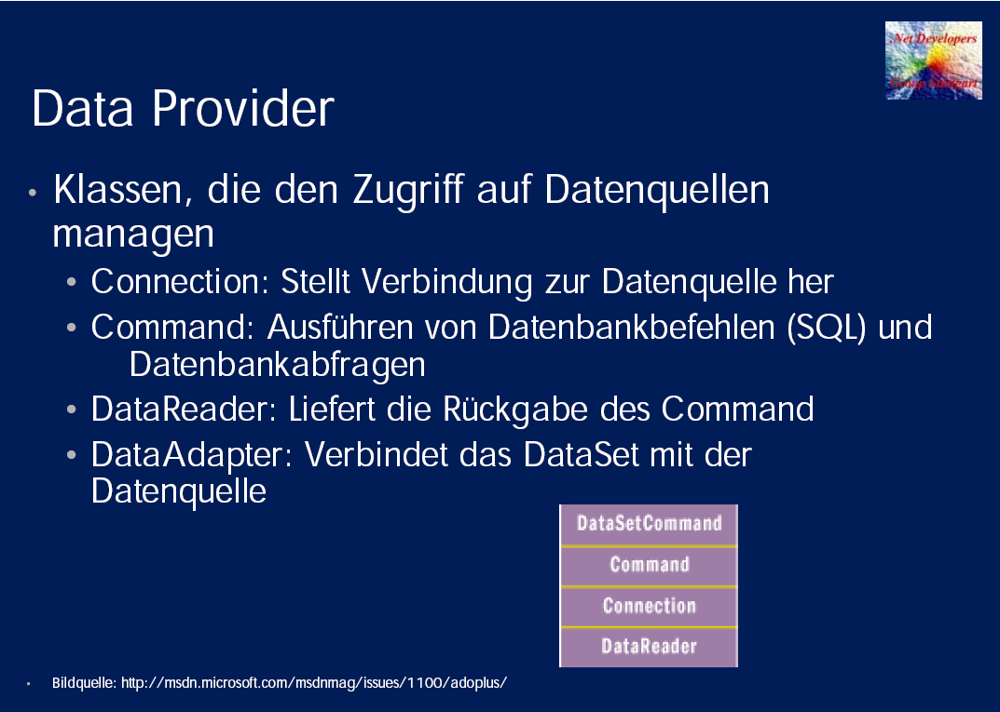 .Net Developers
Group Stuttgart
Data Provider
• Klassen, die den Zugriff auf Datenquellen
managen
• Connection: Stellt Verbindung zur Datenquelle her
• Command: Ausführen von Datenbankbefehlen (SQL) und
Datenbankabfragen
• DataReader: Liefert die Rückgabe des Command
• DataAdapter: Verbindet das DataSet mit der
Datenquelle
DataSetCommand
Command
Connection
DataReader
• Bildquelle: http://msdn.microsoft.com/msdnmag/issues/1100/adoplus/